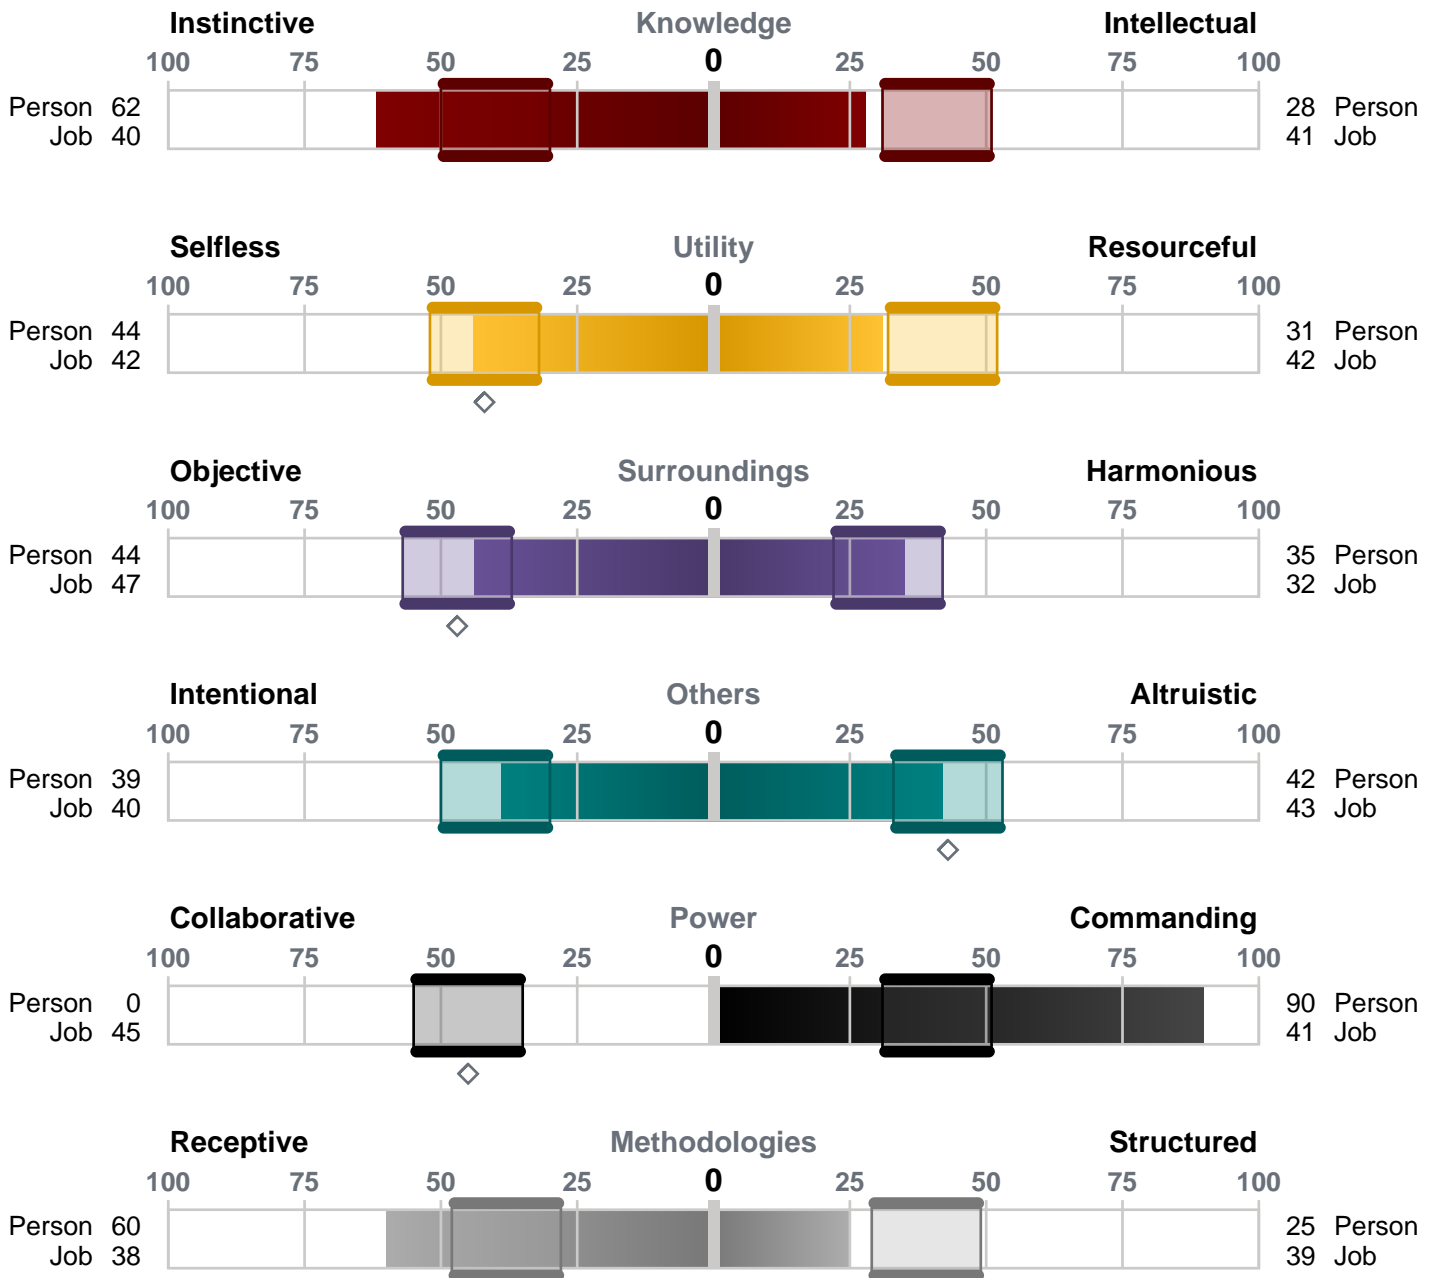 Instinctive Knowledge Intellectual
100 75 50 25 0 25 50 75 100
Person 62 28 Person
Job 40 41 Job
Selfless Utility Resourceful
100 75 50 25 0 25 50 75 100
Person 44 31 Person
Job 42 42 Job
Objective Surroundings Harmonious
100 75 50 25 0 25 50 75 100
Person 44 35 Person
Job 47 32 Job
Intentional Others Altruistic
100 75 50 25 0 25 50 75 100
Person 39 42 Person
Job 40 43 Job
Collaborative Power Commanding
100 75 50 25 0 25 50 75 100
Person 0 90 Person
Job 45 41 Job
Receptive Methodologies Structured
100 75 50 25 0 25 50 75 100
Person 60 25 Person
Job 38 39 Job